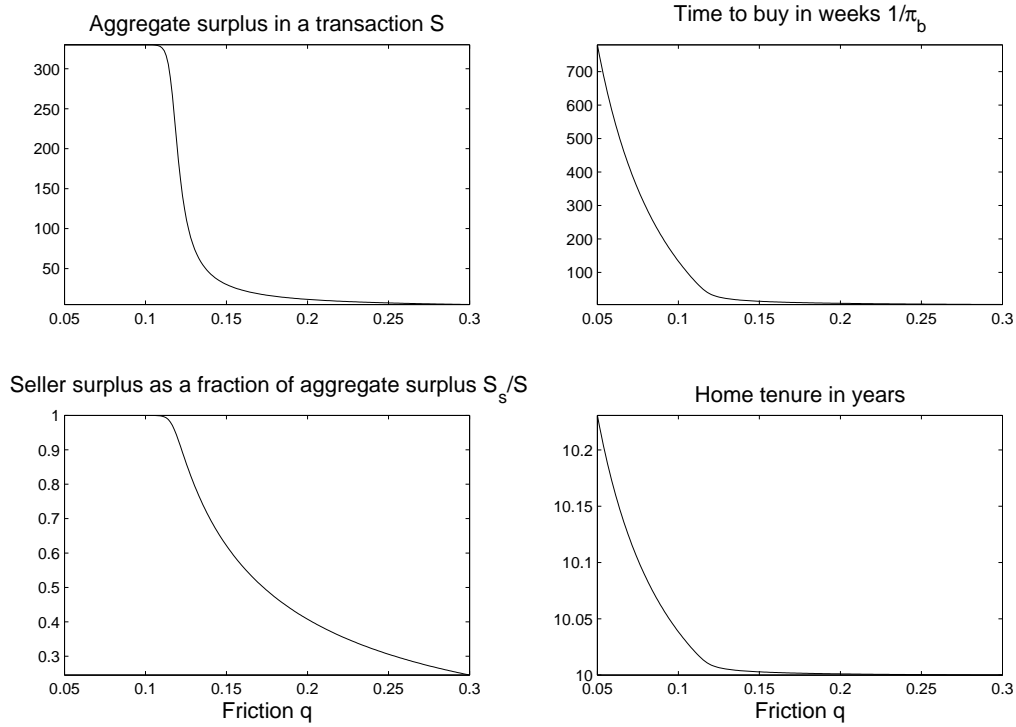 Aggregate surplus in a transaction S
300
250
200
150
100
50
0.05 0.1 0.15 0.2 0.25 0.3
Time to buy in weeks 1/π_b
700
600
500
400
300
200
100
0.05 0.1 0.15 0.2 0.25 0.3
Seller surplus as a fraction of aggregate surplus S_s/S
1
0.9
0.8
0.7
0.6
0.5
0.4
0.3
0.05 0.1 0.15 0.2 0.25 0.3
Friction q
Home tenure in years
10.2
10.15
10.1
10.05
10
0.05 0.1 0.15 0.2 0.25 0.3
Friction q